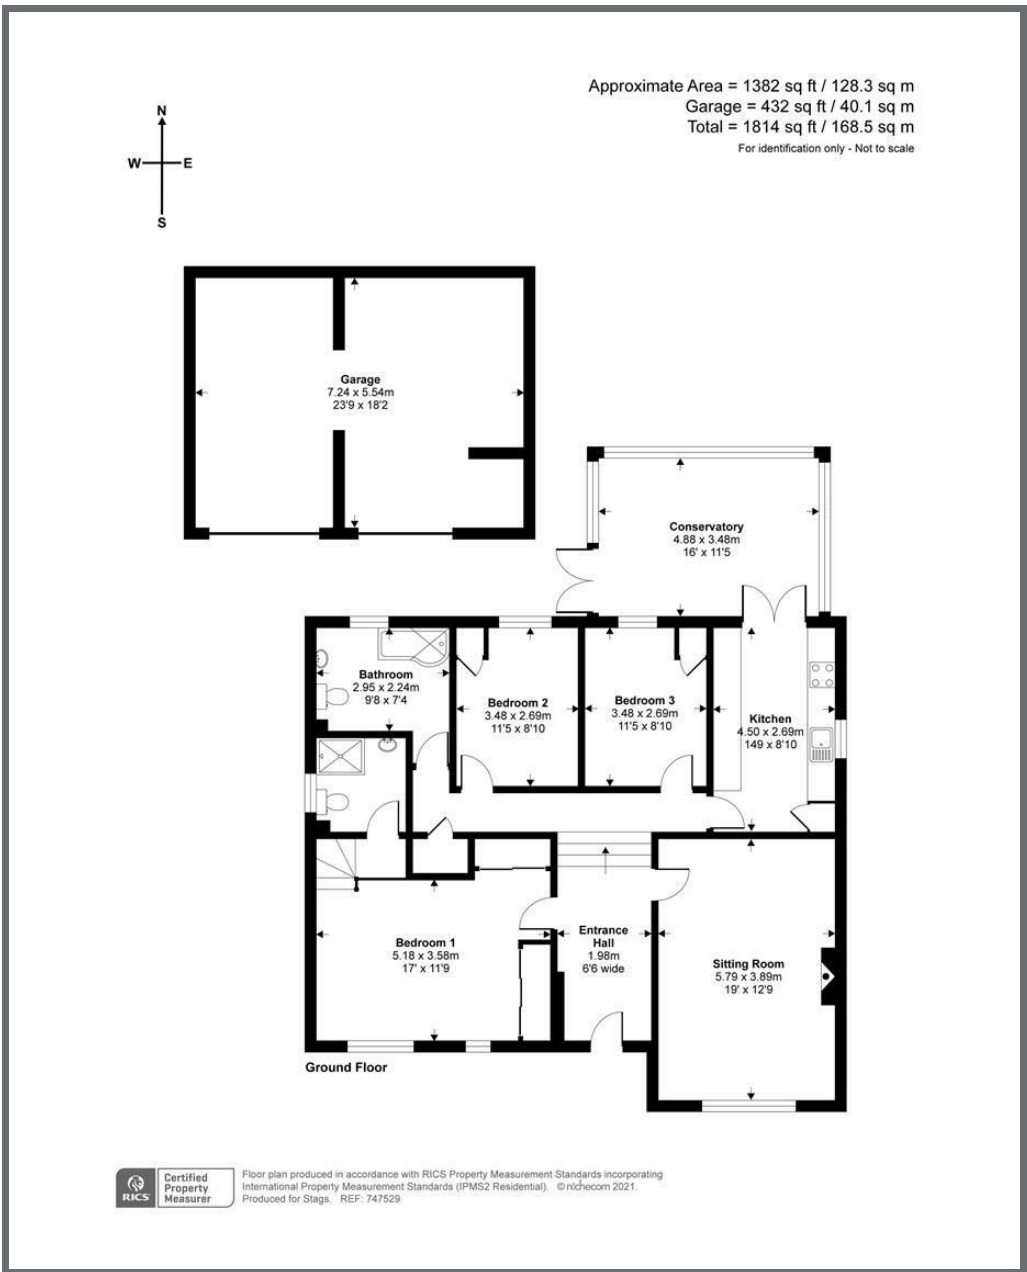 Approximate Area = 1382 sq ft / 128.3 sq m
Garage = 432 sq ft / 40.1 sq m
Total = 1814 sq ft / 168.5 sq m
For identification only - Not to scale
N
W E
S
Garage
7.24 x 5.54m
23'9 x 18'2
Conservatory
4.88 x 3.48m
16' x 11'5
Bathroom
2.95 x 2.24m
9'8 x 7'4
Bedroom 2
3.48 x 2.69m
11'5 x 8'10
Bedroom 3
3.48 x 2.69m
11'5 x 8'10
Kitchen
4.50 x 2.69m
149 x 8'10
Bedroom 1
5.18 x 3.58m
17' x 11'9
Entrance
Hall
1.98m
6'6 wide
Sitting Room
5.79 x 3.89m
19' x 12'9
Ground Floor
RICS
Certified
Property
Measurer
Floor plan produced in accordance with RICS Property Measurement Standards incorporating
International Property Measurement Standards (IPMS2 Residential). © nichecom 2021.
Produced for Stags. REF: 747529